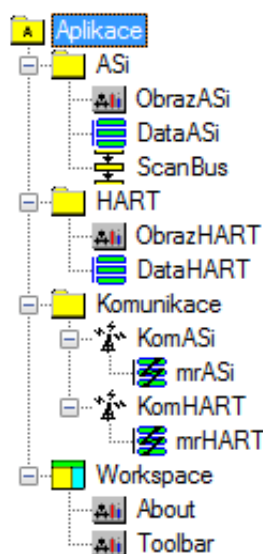 Aplikace
ASi
ObrazASi
DataASi
ScanBus
HART
ObrazHART
DataHART
Komunikace
KomASi
mrASi
KomHART
mrHART
Workspace
About
Toolbar